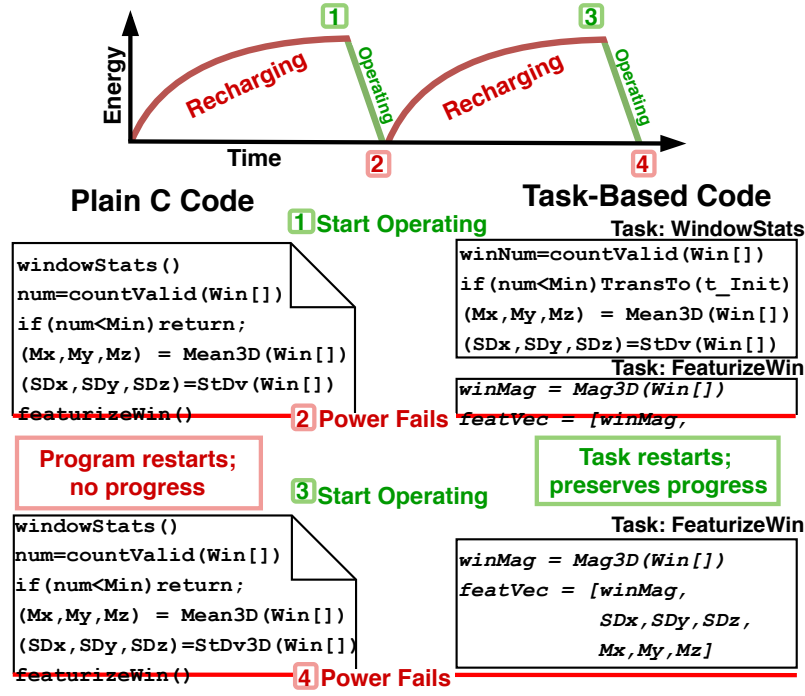 1
3
Energy
Recharging
Operating
Recharging
Operating
Time
2
4
Plain C Code
Task-Based Code
1 Start Operating
Task: WindowStats
windowStats()
num=countValid(Win[])
if(num<Min)return;
(Mx,My,Mz) = Mean3D(Win[])
(SDx,SDy,SDz)=StDv(Win[])
featurizeWin()
winNum=countValid(Win[])
if(num<Min)TransTo(t_Init)
(Mx,My,Mz) = Mean3D(Win[])
(SDx,SDy,SDz)=StDv(Win[])
Task: FeaturizeWin
winMag = Mag3D(Win[])
featVec = [winMag,
2 Power Fails
Program restarts;
no progress
Task restarts;
preserves progress
3 Start Operating
Task: FeaturizeWin
windowStats()
num=countValid(Win[])
if(num<Min)return;
(Mx,My,Mz) = Mean3D(Win[])
(SDx,SDy,SDz)=StDv3D(Win[])
featurizeWin()
winMag = Mag3D(Win[])
featVec = [winMag,
SDx,SDy,SDz,
Mx,My,Mz]
4 Power Fails